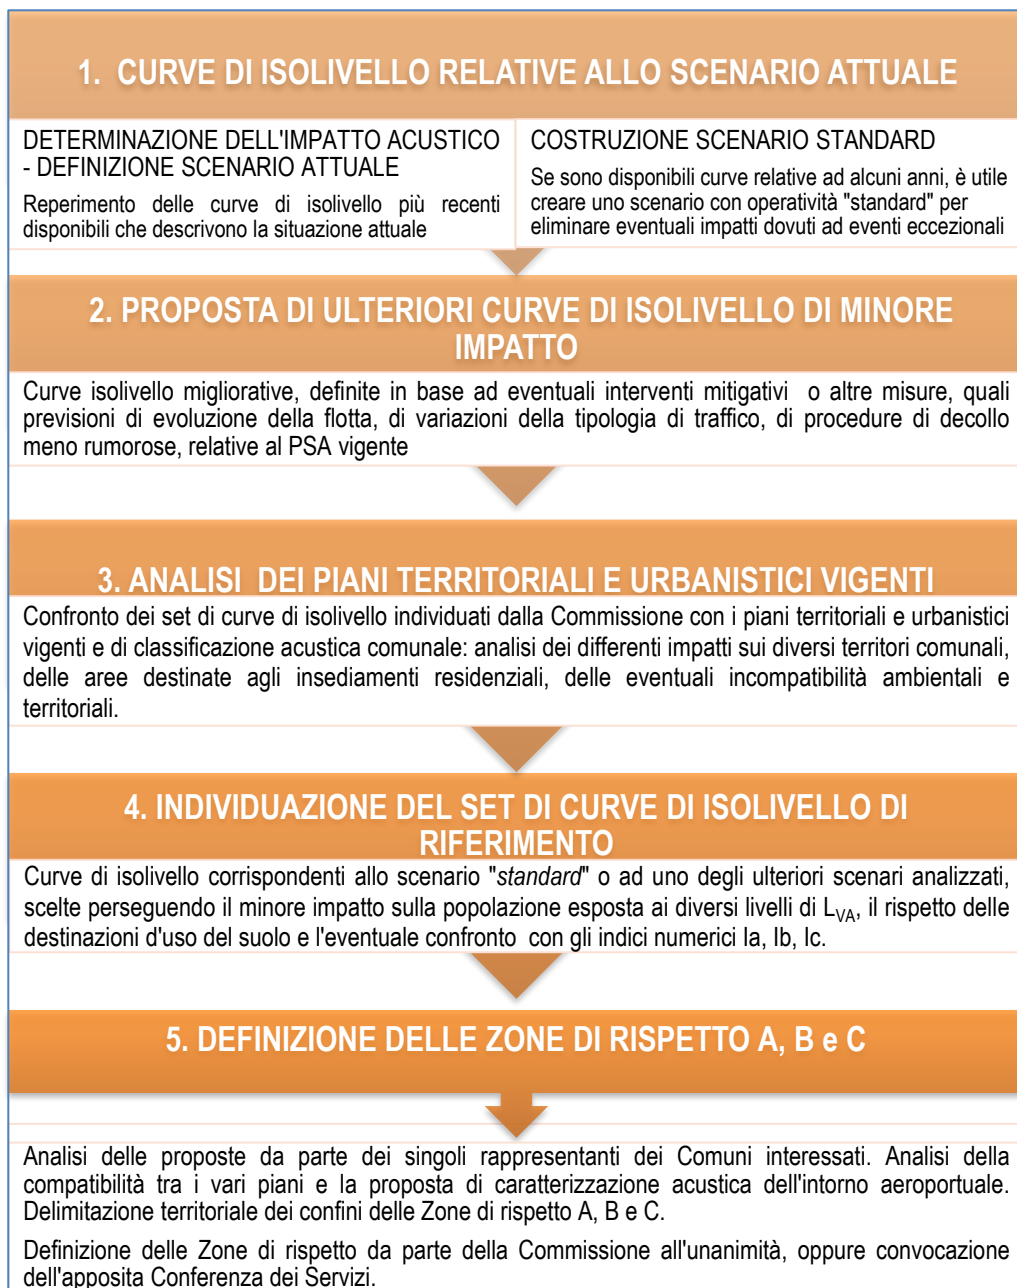 1. CURVE DI ISOLIVELLO RELATIVE ALLO SCENARIO ATTUALE
DETERMINAZIONE DELL'IMPATTO ACUSTICO
- DEFINIZIONE SCENARIO ATTUALE
Reperimento delle curve di isolivello più recenti
disponibili che descrivono la situazione attuale
COSTRUZIONE SCENARIO STANDARD
Se sono disponibili curve relative ad alcuni anni, è utile
creare uno scenario con operatività "standard" per
eliminare eventuali impatti dovuti ad eventi eccezionali
2. PROPOSTA DI ULTERIORI CURVE DI ISOLIVELLO DI MINORE
IMPATTO
Curve isolivello migliorative, definite in base ad eventuali interventi mitigativi o altre misure, quali
previsioni di evoluzione della flotta, di variazioni della tipologia di traffico, di procedure di decollo
meno rumorose, relative al PSA vigente
3. ANALISI DEI PIANI TERRITORIALI E URBANISTICI VIGENTI
Confronto dei set di curve di isolivello individuati dalla Commissione con i piani territoriali e urbanistici
vigenti e di classificazione acustica comunale: analisi dei differenti impatti sui diversi territori comunali,
delle aree destinate agli insediamenti residenziali, delle eventuali incompatibilità ambientali e
territoriali.
4. INDIVIDUAZIONE DEL SET DI CURVE DI ISOLIVELLO DI
RIFERIMENTO
Curve di isolivello corrispondenti allo scenario "standard" o ad uno degli ulteriori scenari analizzati,
scelte perseguendo il minore impatto sulla popolazione esposta ai diversi livelli di LVA, il rispetto delle
destinazioni d'uso del suolo e l'eventuale confronto con gli indici numerici Ia, Ib, Ic.
5. DEFINIZIONE DELLE ZONE DI RISPETTO A, B e C
Analisi delle proposte da parte dei singoli rappresentanti dei Comuni interessati. Analisi della
compatibilità tra i vari piani e la proposta di caratterizzazione acustica dell'intorno aeroportuale.
Delimitazione territoriale dei confini delle Zone di rispetto A, B e C.
Definizione delle Zone di rispetto da parte della Commissione all'unanimità, oppure convocazione
dell'apposita Conferenza dei Servizi.